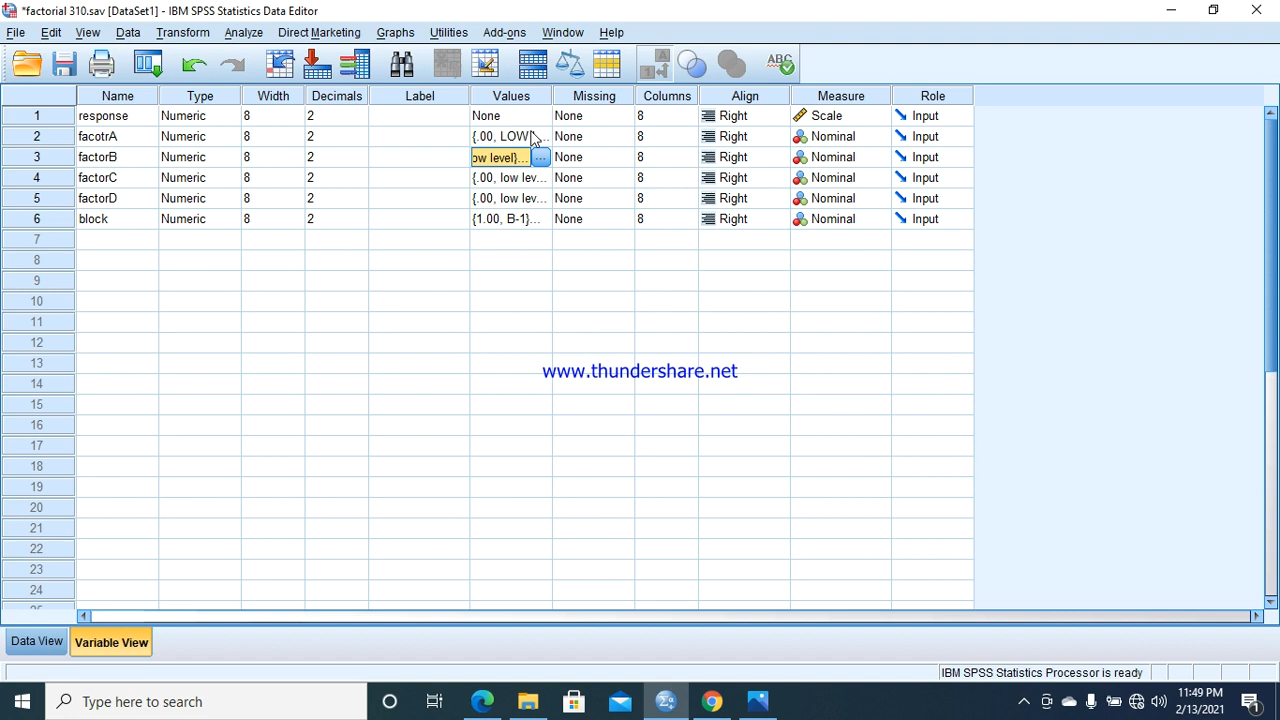 *factorial 310.sav [DataSet1] - IBM SPSS Statistics Data Editor
File Edit View Data Transform Analyze Direct Marketing Graphs Utilities Add-ons Window Help
Name Type Width Decimals Label Values Missing Columns Align Measure Role
1 response Numeric 8 2 None None 8 Right Scale Input
2 facotrA Numeric 8 2 {.00, LOW... None 8 Right Nominal Input
3 factorB Numeric 8 2 ow level}... ... None 8 Right Nominal Input
4 factorC Numeric 8 2 {.00, low lev... None 8 Right Nominal Input
5 factorD Numeric 8 2 {.00, low lev... None 8 Right Nominal Input
6 block Numeric 8 2 {1.00, B-1}... None 8 Right Nominal Input
7
8
9
10
11
12
13
www.thundershare.net
14
15
16
17
18
19
20
21
22
23
24
Data View Variable View
IBM SPSS Statistics Processor is ready
Type here to search
11:49 PM
2/13/2021
1